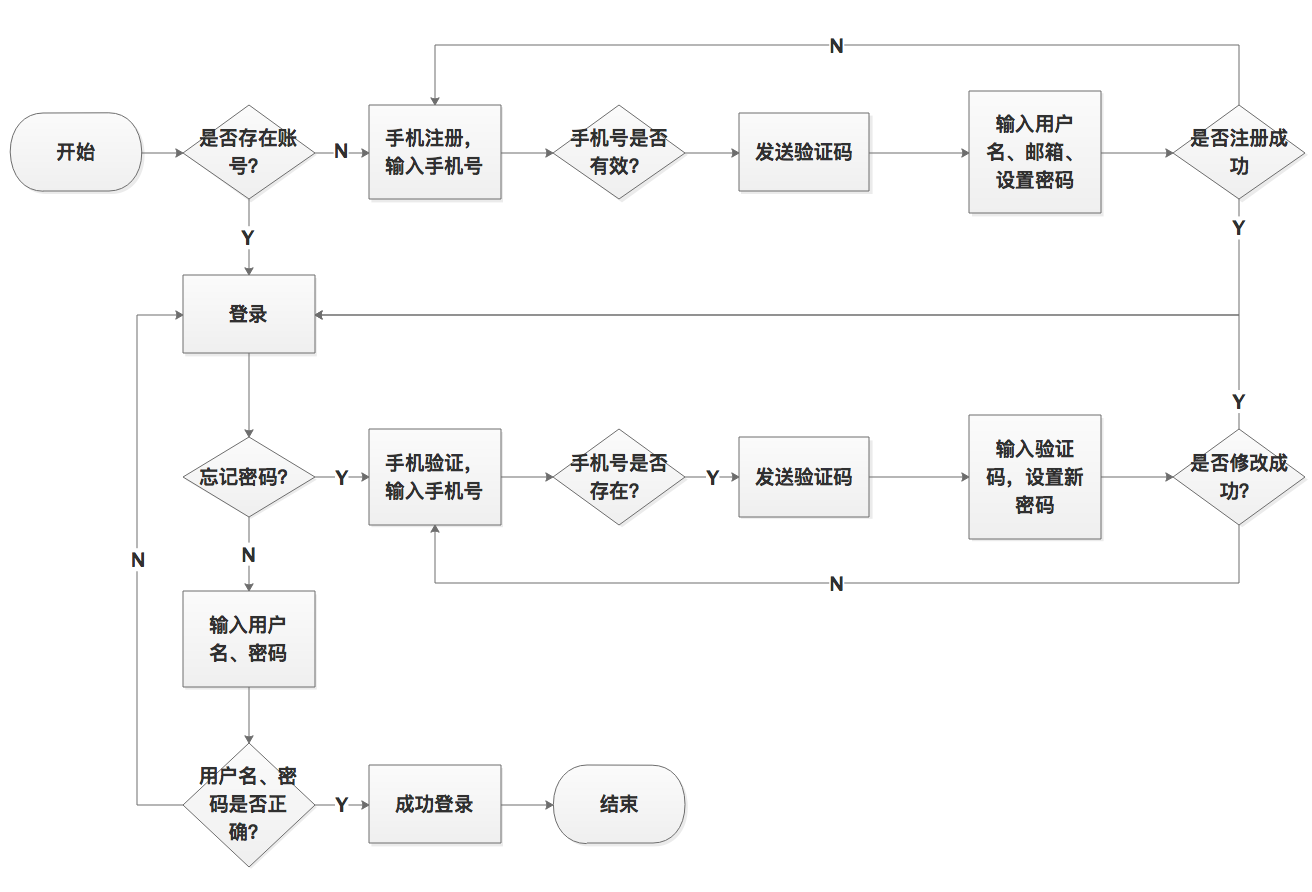 N
开始
是否存在账
号?
N
手机注册，
输入手机号
手机号是否
有效?
发送验证码
输入用户
名、邮箱、
设置密码
是否注册成
功
Y
Y
登录
Y
忘记密码?
Y
手机验证，
输入手机号
手机号是否
存在?
Y
发送验证码
输入验证
码，设置新
密码
是否修改成
功?
N
N
N
输入用户
名、密码
用户名、密
码是否正
确?
Y
成功登录
结束